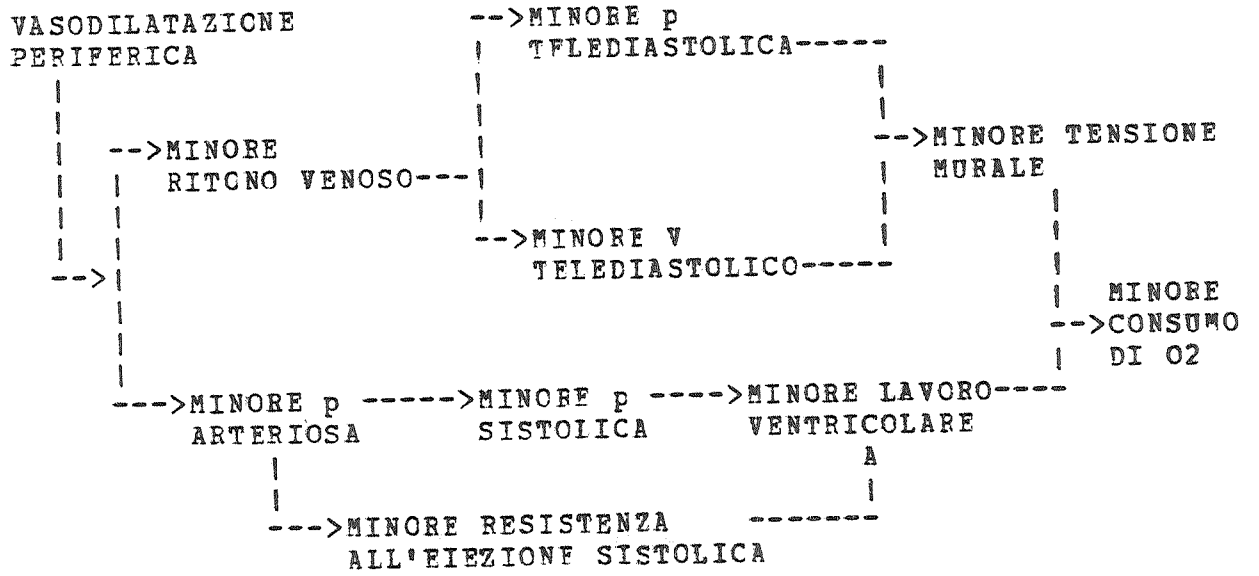 VASODILATAZIONE
PERIFERICA
-->MINORE p
TELEDIASTOLICA-----
-->MINORE
RITONO VENOSO---
-->MINORE TENSIONE
MURALE
-->MINORE V
TELEDIASTOLICO-----
-->
MINORE
-->CONSUMO
DI O2
--->MINORE p ----->MINORE p ---->MINORE LAVORO----
ARTERIOSA SISTOLICA VENTRICOLARE
A
--->MINORE RESISTENZA -------
ALL'EIEZIONE SISTOLICA